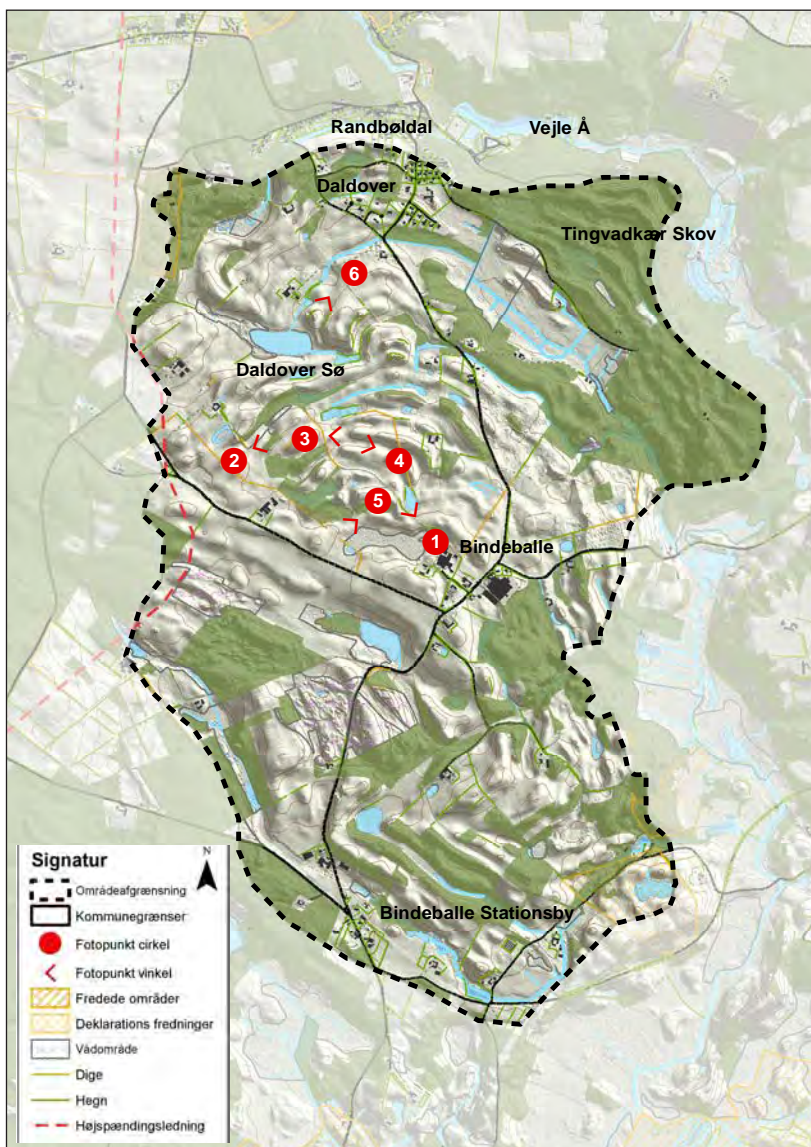 Randbøldal
Vejle Å
Daldover
Tingvadkær Skov
6
Daldover Sø
3
2
4
5
1
Bindeballe
Bindeballe Stationsby
Signatur
N
Områdeafgrænsning
Kommunegrænser
Fotopunkt cirkel
Fotopunkt vinkel
Fredede områder
Deklarations fredninger
Vådområde
Dige
Hegn
Højspændingsledning